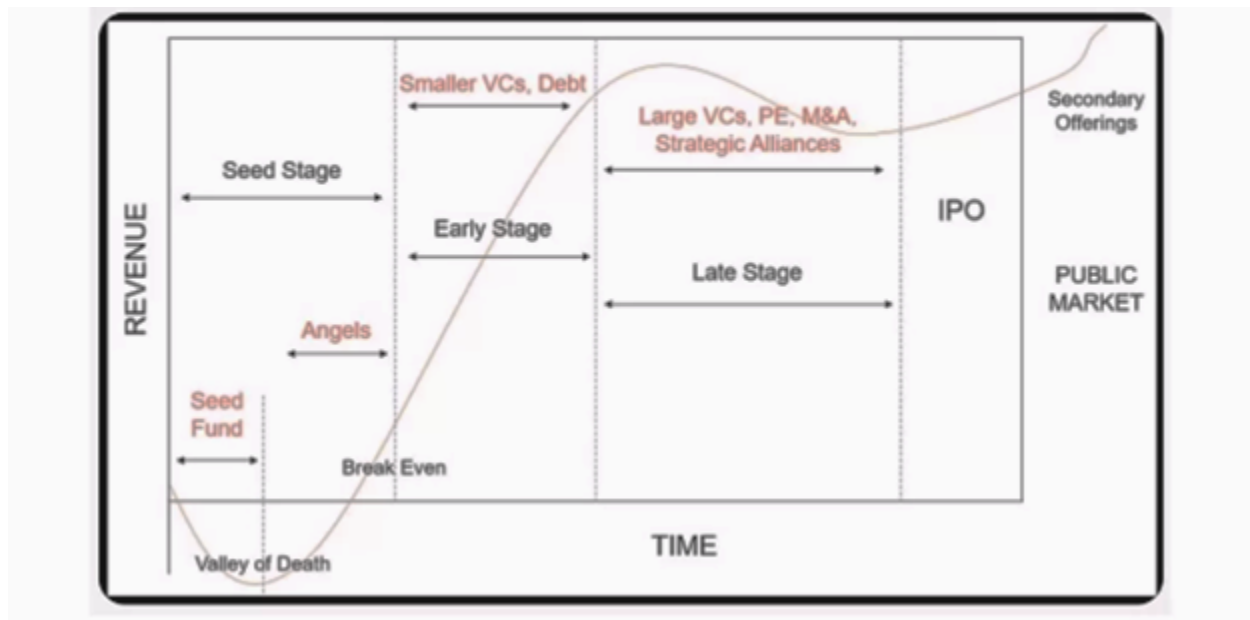 Smaller VCs, Debt
Secondary
Offerings
Large VCs, PE, M&A,
Strategic Alliances
Seed Stage
IPO
Early Stage
REVENUE
Late Stage
PUBLIC
MARKET
Angels
Seed
Fund
Break Even
TIME
Valley of Death